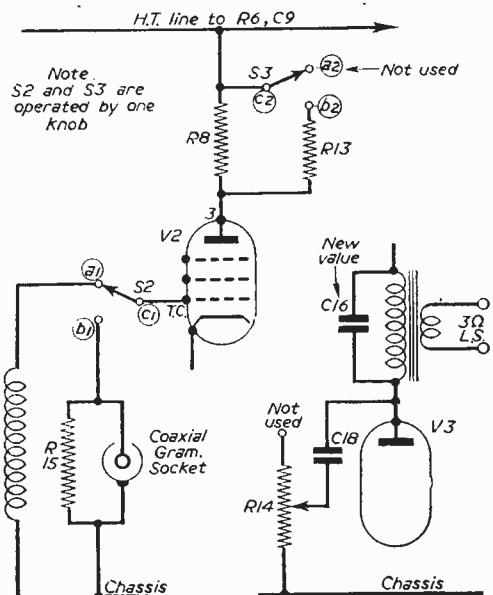 H.T. line to R6, C9
Note.
S2 and S3 are
operated by one
knob
S3
a2
Not used
c2
b2
R8
R13
3
V2
a1
S2
c1
T.C.
b1
New
value
C16
3Ω
L.S.
Not
used
C18
V3
R14
R
15
Coaxial
Gram.
Socket
Chassis
Chassis